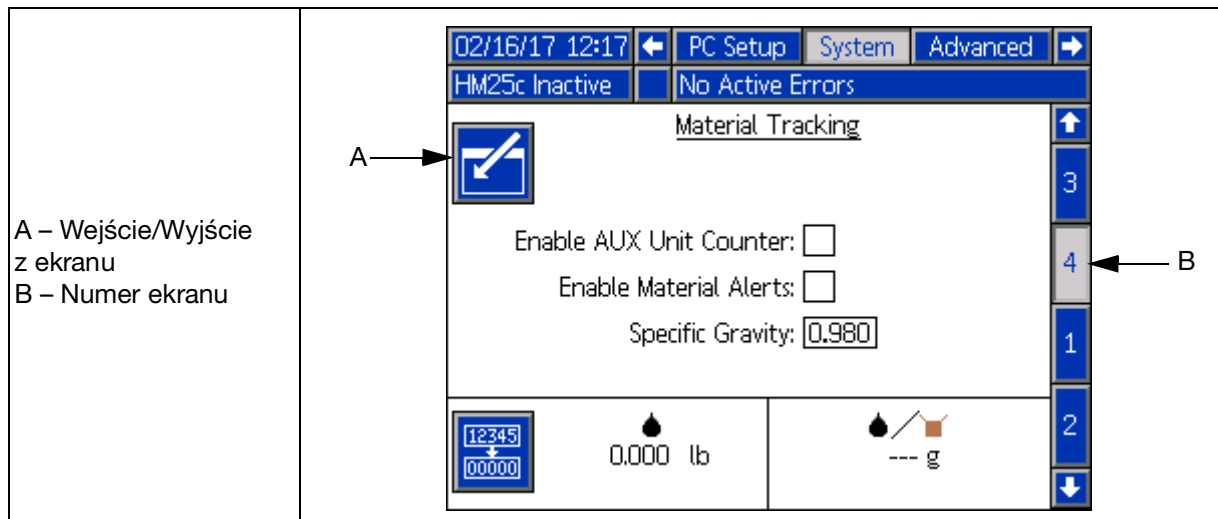 A – Wejście/Wyjście
z ekranu
B – Numer ekranu
02/16/17 12:17 PC Setup System Advanced
HM25c Inactive No Active Errors
Material Tracking
A
3
Enable AUX Unit Counter:
4
B
Enable Material Alerts:
Specific Gravity: 0.980
1
2
12345
00000
0.000 lb
--- g